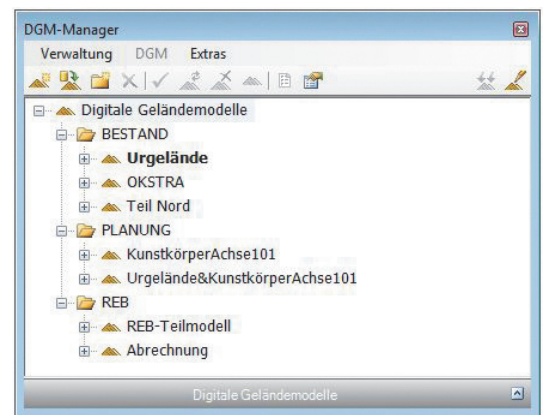 DGM-Manager
Verwaltung DGM Extras
Digitale Geländemodelle
BESTAND
Urgelände
OKSTRA
Teil Nord
PLANUNG
KunstkörperAchse101
Urgelände&KunstkörperAchse101
REB
REB-Teilmodell
Abrechnung
Digitale Geländemodelle